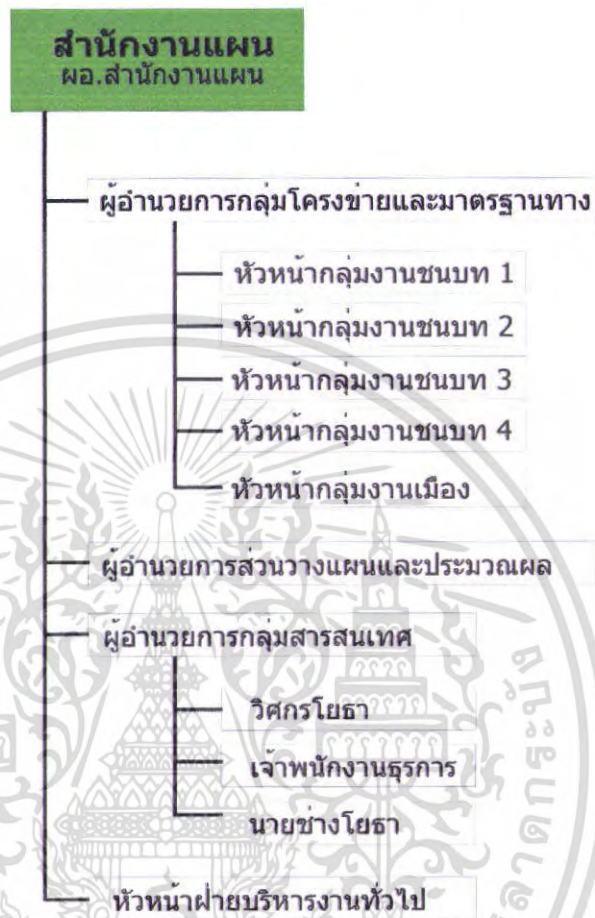 สำนักงานแผน
ผอ.สำนักงานแผน
ผู้อำนวยการกลุ่มโครงข่ายและมาตรฐานทาง
หัวหน้ากลุ่มงานชนบท 1
หัวหน้ากลุ่มงานชนบท 2
หัวหน้ากลุ่มงานชนบท 3
หัวหน้ากลุ่มงานชนบท 4
หัวหน้ากลุ่มงานเมือง
ผู้อำนวยการส่วนวางแผนและประมวณผล
ผู้อำนวยการกลุ่มสารสนเทศ
วิศกรโยธา
เจ้าพนักงานธุรการ
นายช่างโยธา
หัวหน้าฝ่ายบริหารงานทั่วไป